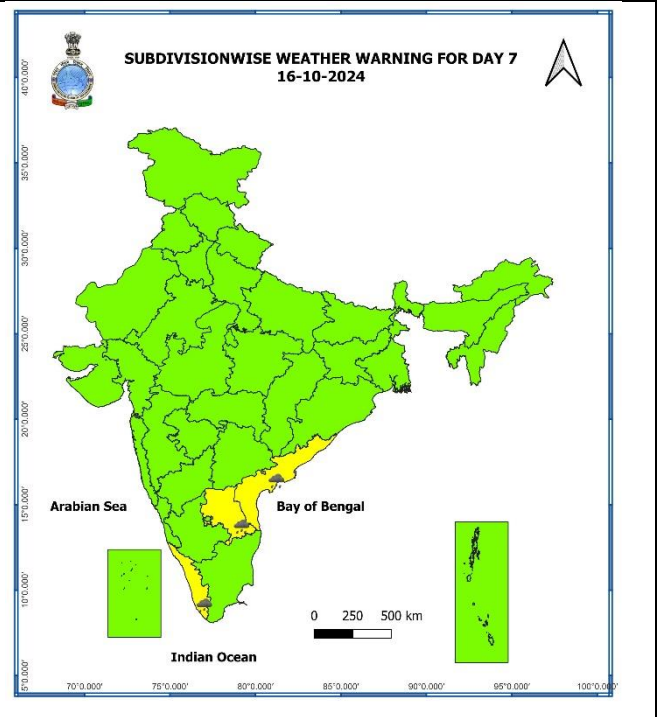 SUBDIVISIONWISE WEATHER WARNING FOR DAY 7
16-10-2024
40°0.000'
35°0.000'
30°0.000'
25°0.000'
20°0.000'
15°0.000'
10°0.000'
5°0.000'
Arabian Sea
Bay of Bengal
0 250 500 km
Indian Ocean
70°0.000' 75°0.000' 80°0.000' 85°0.000' 90°0.000' 95°0.000' 100°0.000'